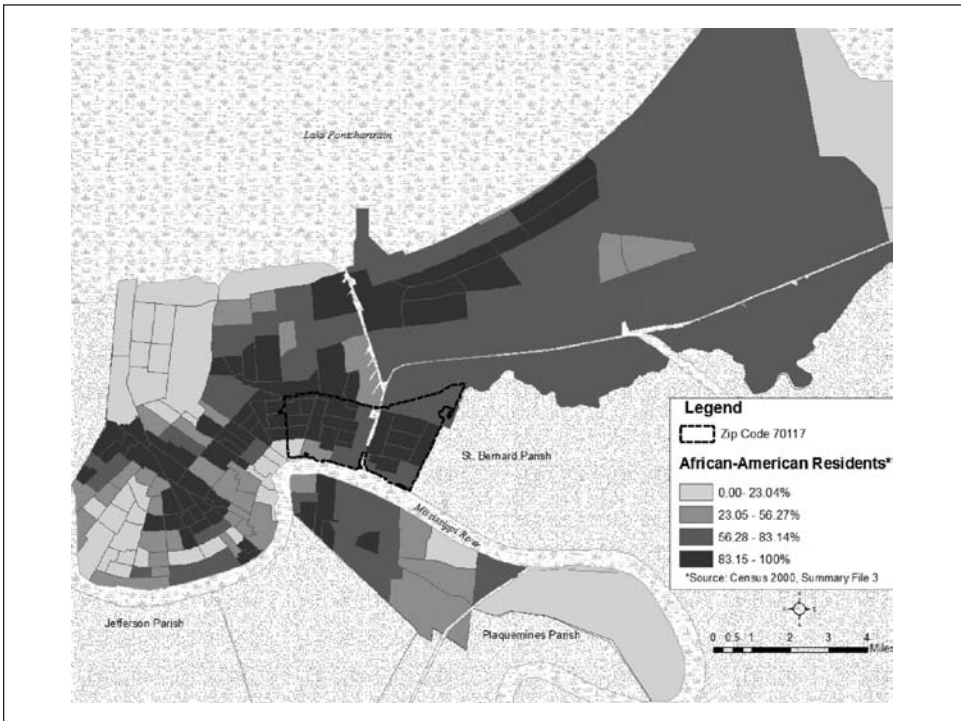 Lake Pontchartrain
St. Bernard Parish
Mississippi River
Jefferson Parish
Plaquemines Parish
Legend
Zip Code 70117
African-American Residents*
0.00- 23.04%
23.05 - 56.27%
56.28 - 83.14%
83.15 - 100%
*Source: Census 2000, Summary File 3
0 0.5 1 2 3 4
Miles